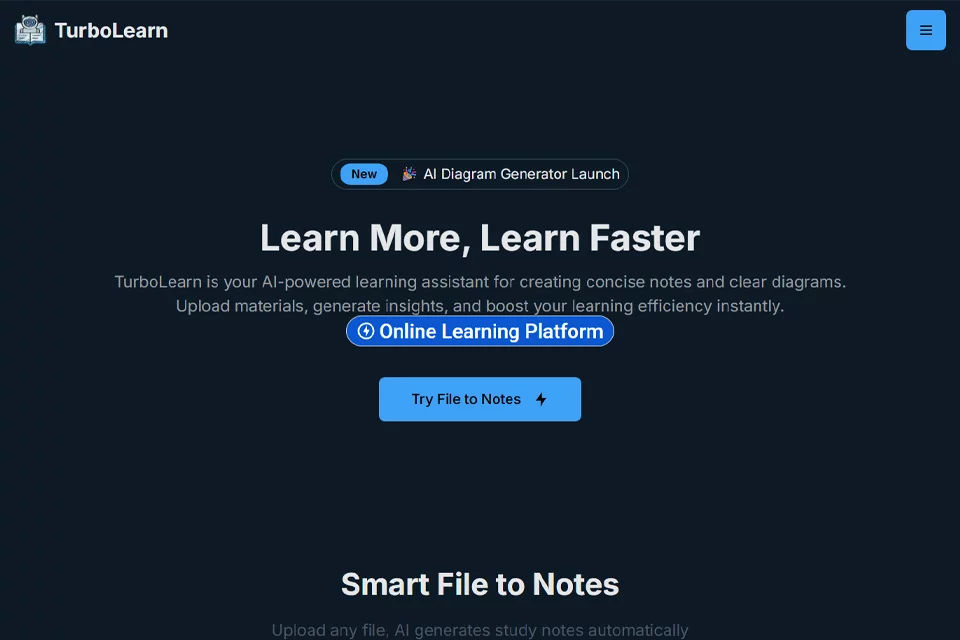 TurboLearn
New 🎉 AI Diagram Generator Launch
Learn More, Learn Faster
TurboLearn is your AI-powered learning assistant for creating concise notes and clear diagrams.
Upload materials, generate insights, and boost your learning efficiency instantly.
Online Learning Platform
Try File to Notes
Smart File to Notes
Upload any file, AI generates study notes automatically